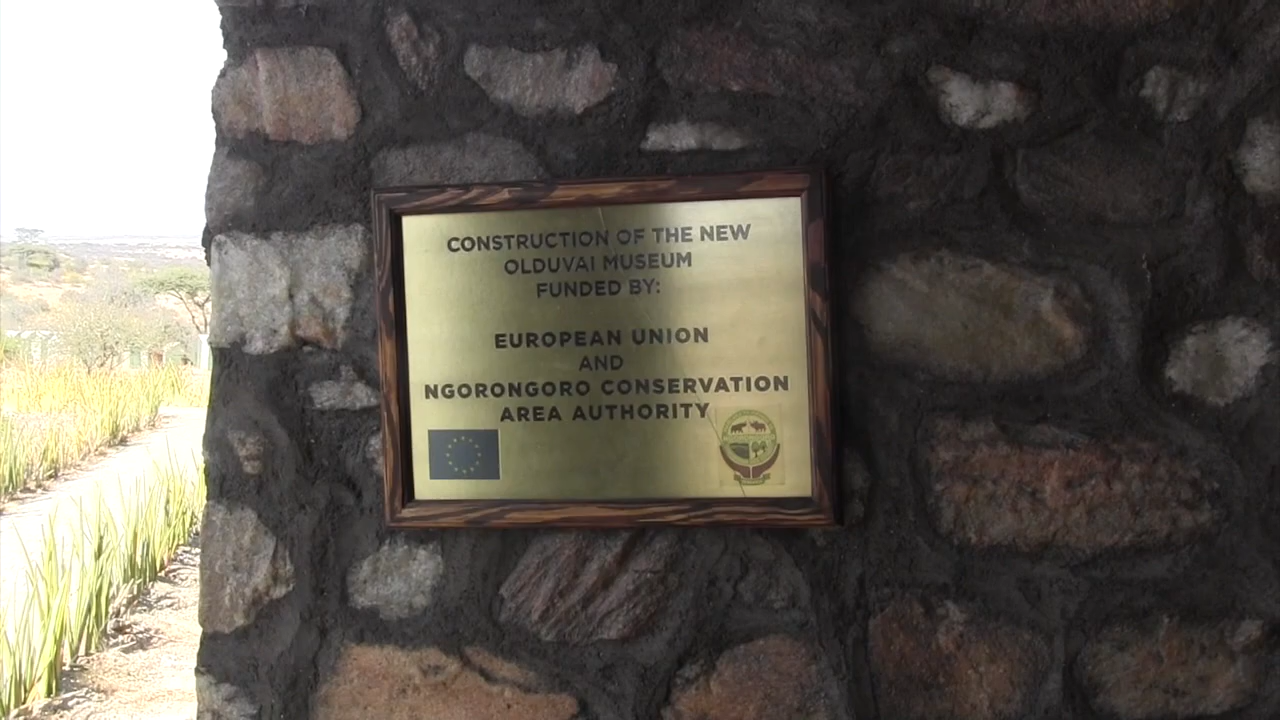 CONSTRUCTION OF THE NEW
OLDUVAI MUSEUM
FUNDED BY:
EUROPEAN UNION
AND
NGORONGORO CONSERVATION
AREA AUTHORITY